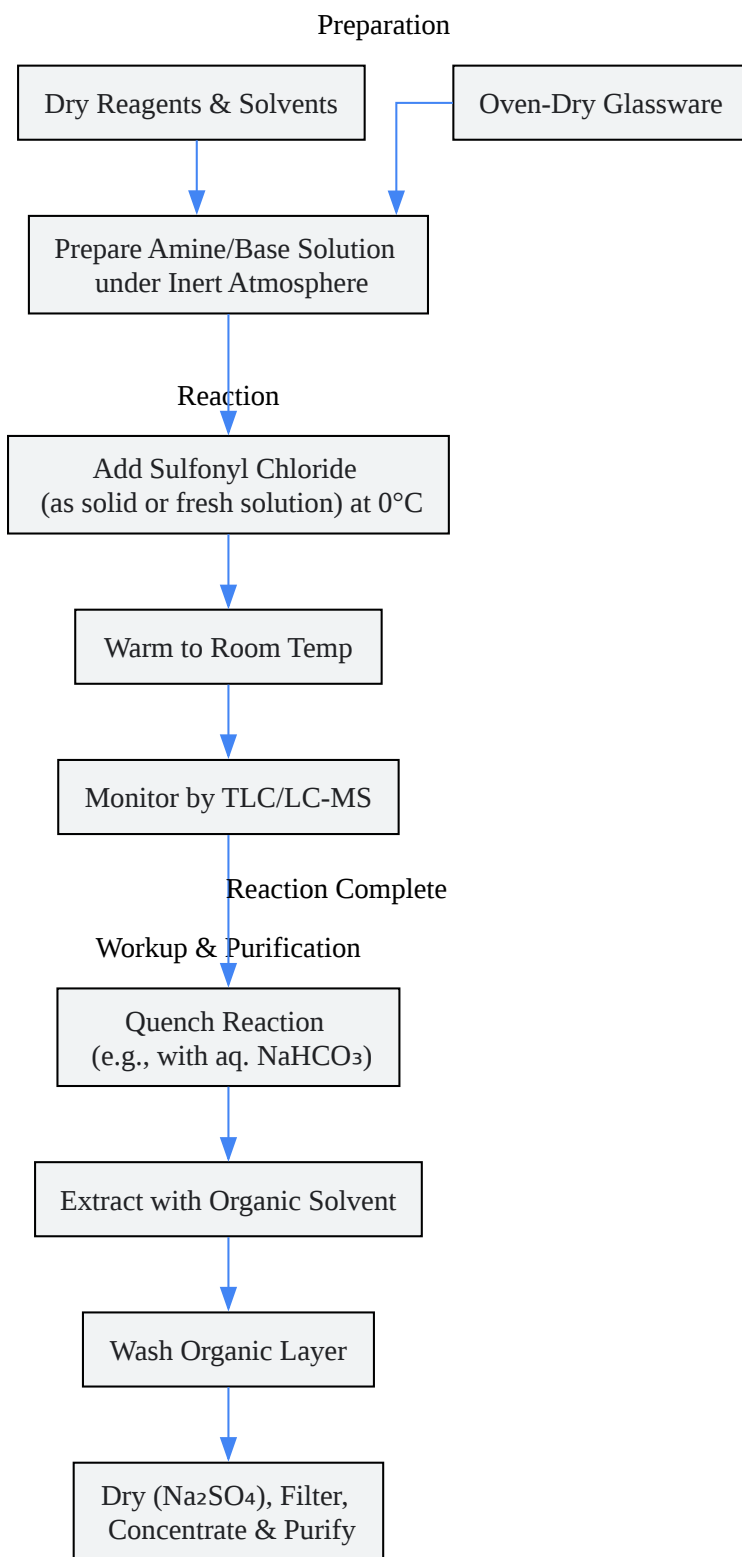 Preparation
Dry Reagents & Solvents
Oven-Dry Glassware
Prepare Amine/Base Solution
under Inert Atmosphere
Reaction
Add Sulfonyl Chloride
(as solid or fresh solution) at 0°C
Warm to Room Temp
Monitor by TLC/LC-MS
Reaction Complete
Workup & Purification
Quench Reaction
(e.g., with aq. NaHCO₃)
Extract with Organic Solvent
Wash Organic Layer
Dry (Na₂SO₄), Filter,
Concentrate & Purify